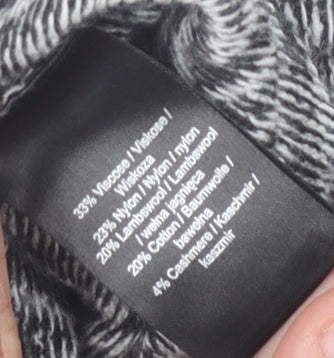 33% Viscose / Viskose /
Wiskoza
23% Nylon / Nylon / nylon
20% Lambswool / Lambswool
/ wełna jagnięca
20% Cotton / Baumwolle /
bawełna
4% Cashmere / Kaschmir /
kaszmir